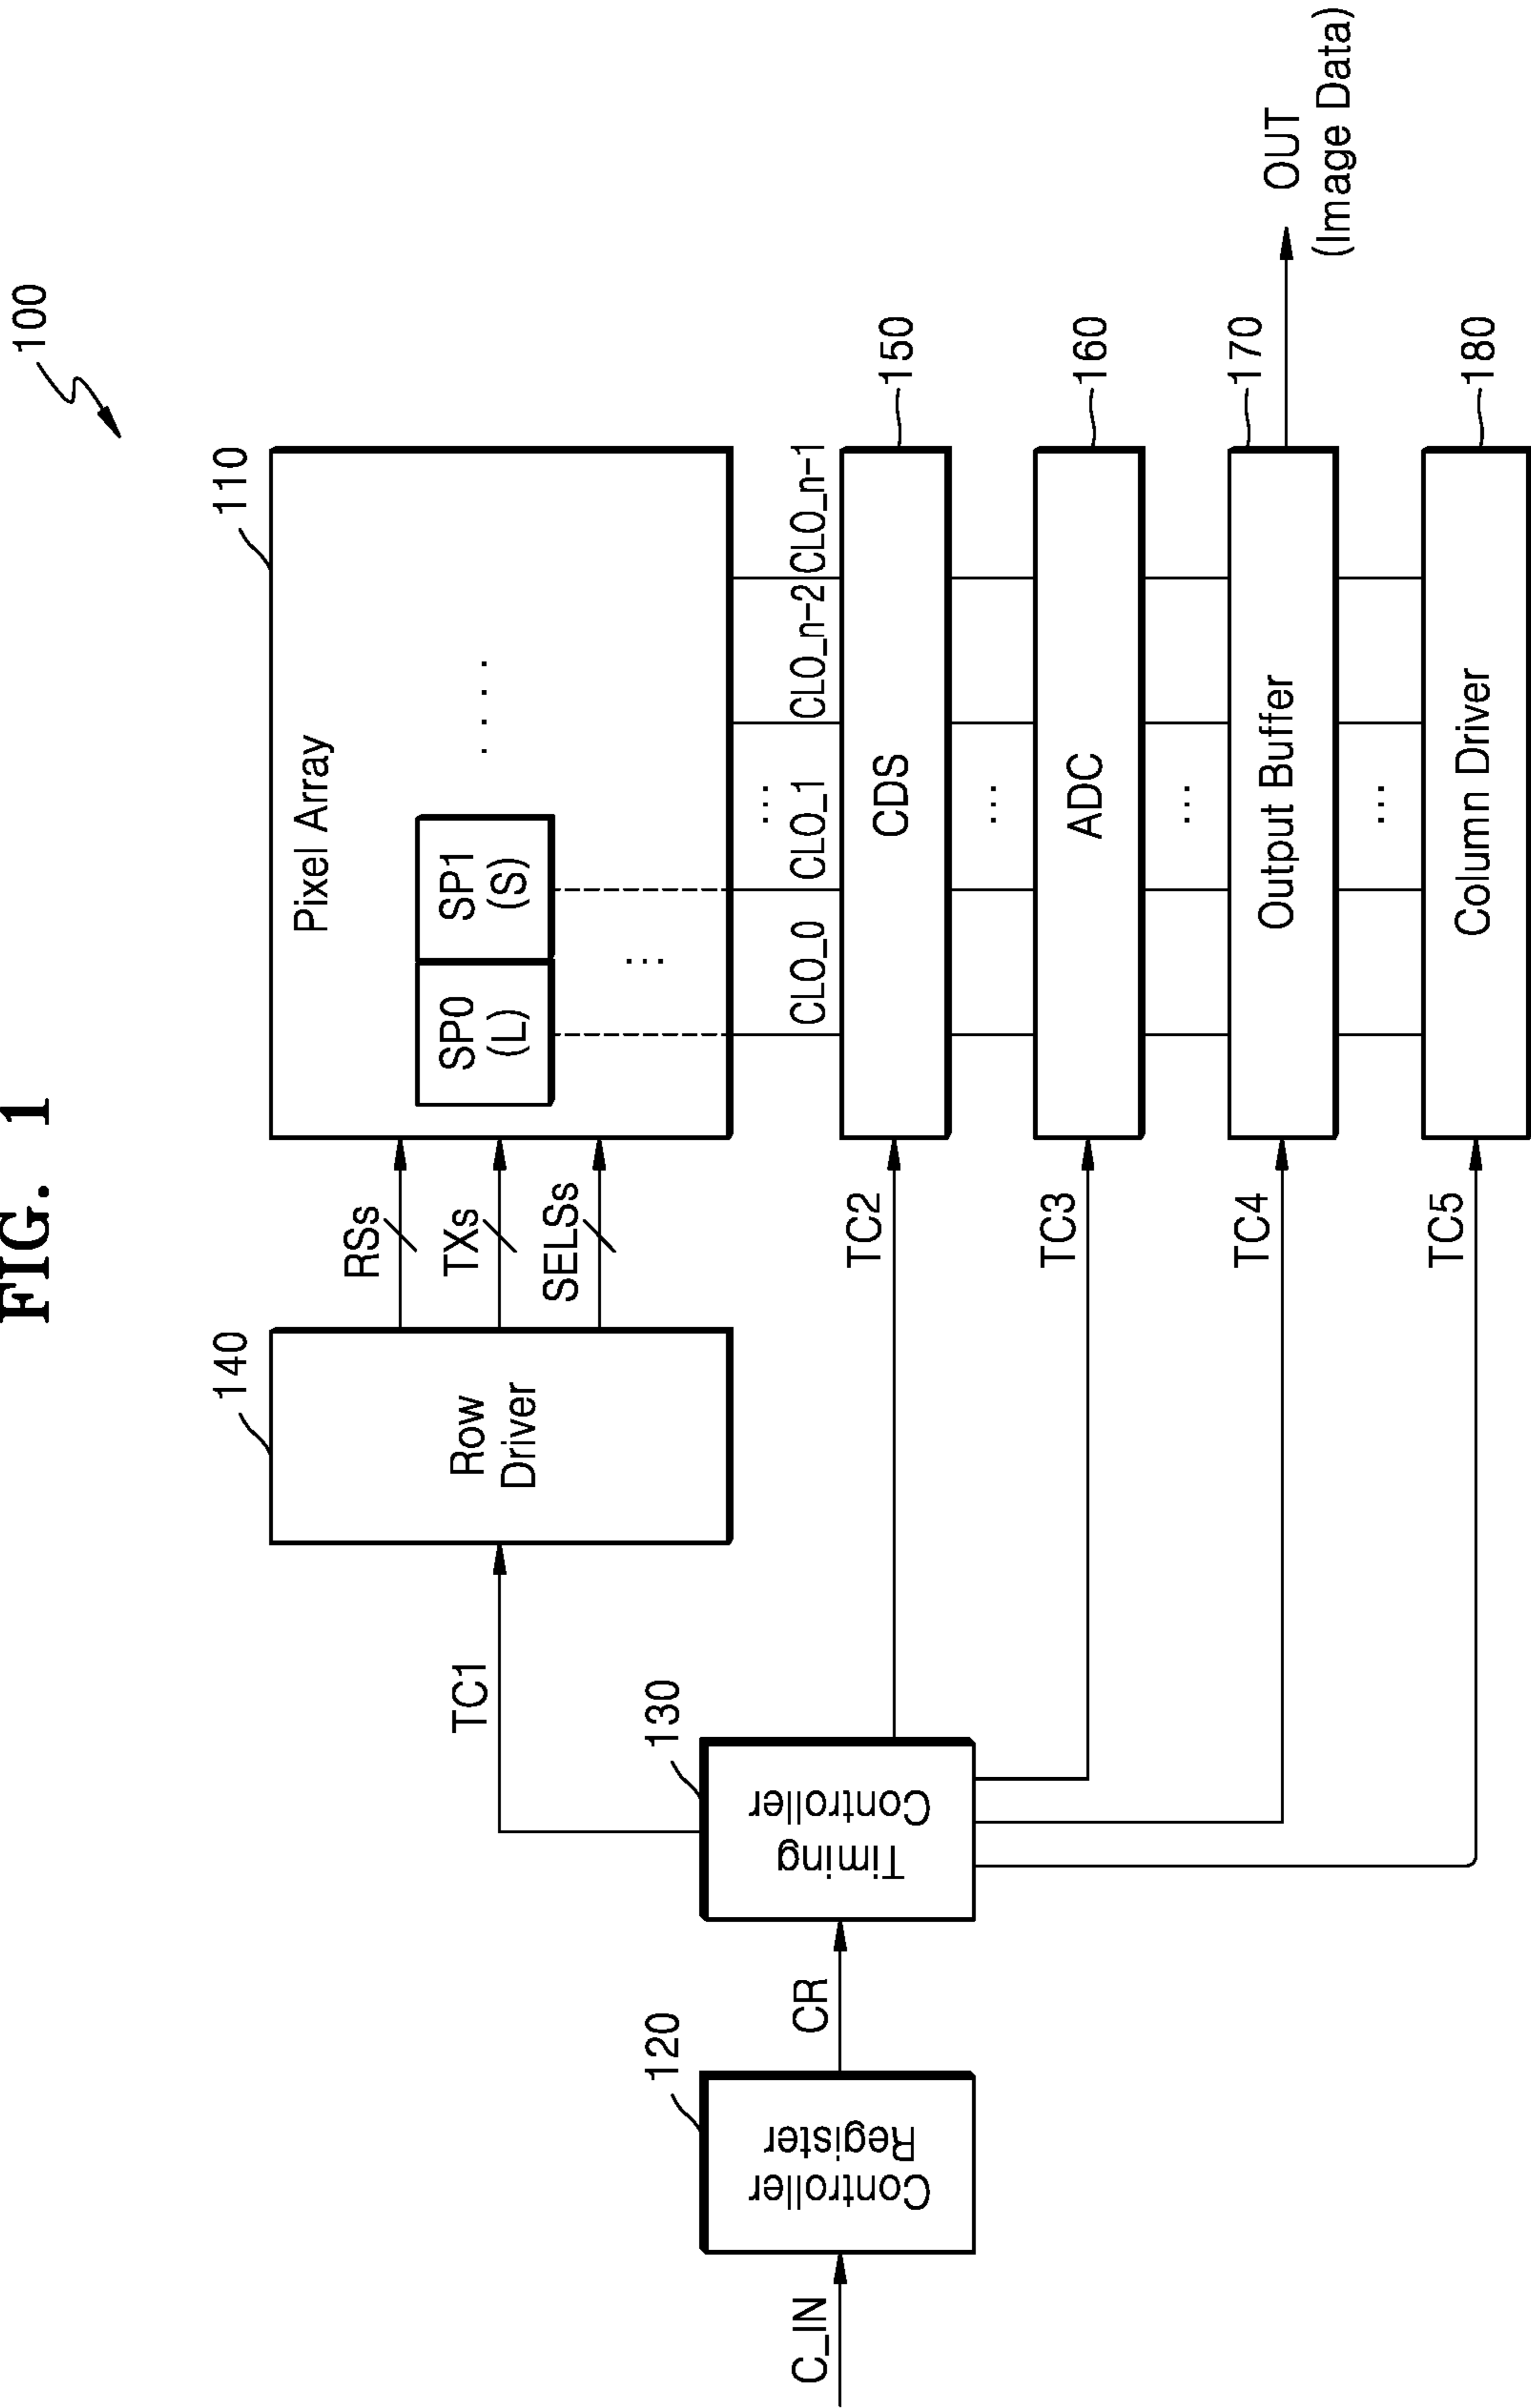 FIG. 1
100
110
Pixel Array
SP0
(L)
SP1
(S)
. . . .
...
140
Row
Driver
RSs
TXs
SELSs
TC1
130
Timing
Controller
120
Controller
Register
C_IN
CR
CLO_0
CLO_1
...
CLO_n-2
CLO_n-1
TC2
CDS
150
...
TC3
ADC
160
...
TC4
Output Buffer
170
OUT
(Image Data)
...
TC5
Column Driver
180